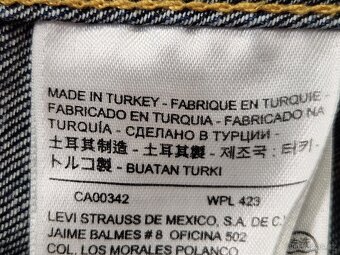 MADE IN TURKEY - FABRIQUE EN TURQUIE
FABRICADO EN TURQUIA - FABRICADO NA
TURQUÍA - СДЕЛАНО В ТУРЦИИ -
土耳其制造 - 土耳其製 - 제조국 : 터키
トルコ製 - BUATAN TURKI
CA00342 WPL 423
LEVI STRAUSS DE MEXICO, S.A. DE C.
JAIME BALMES # 8 OFICINA 502
COL. LOS MORALES POLANCO